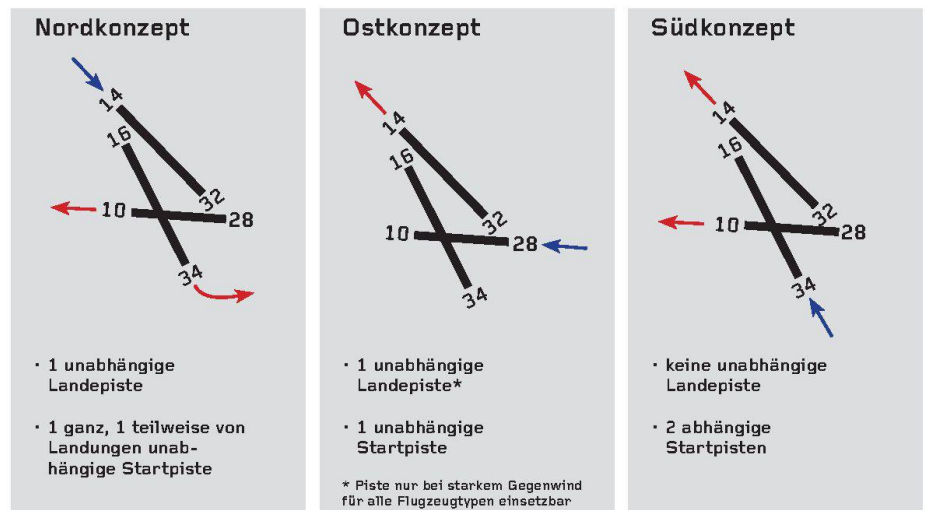 Nordkonzept
14
16
32
10
28
34
· 1 unabhängige
Landepiste
· 1 ganz, 1 teilweise von
Landungen unab-
hängige Startpiste
Ostkonzept
14
16
32
10
28
34
· 1 unabhängige
Landepiste*
· 1 unabhängige
Startpiste
* Piste nur bei starkem Gegenwind
für alle Flugzeugtypen einsetzbar
Südkonzept
14
16
32
10
28
34
· keine unabhängige
Landepiste
· 2 abhängige
Startpisten